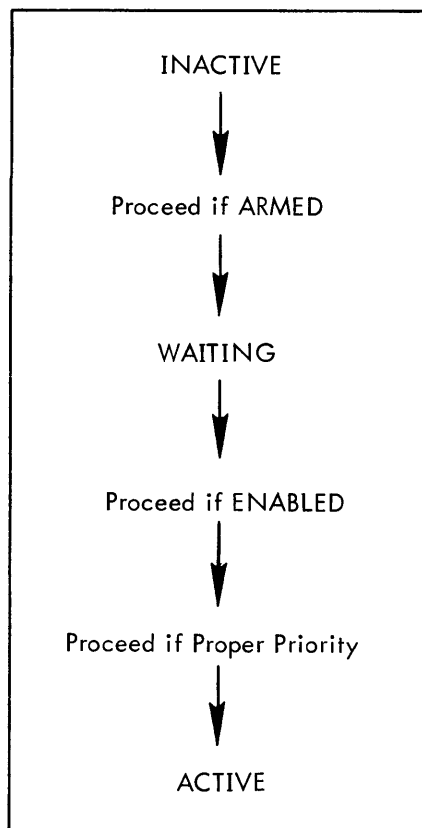 INACTIVE
Proceed if ARMED
WAITING
Proceed if ENABLED
Proceed if Proper Priority
ACTIVE